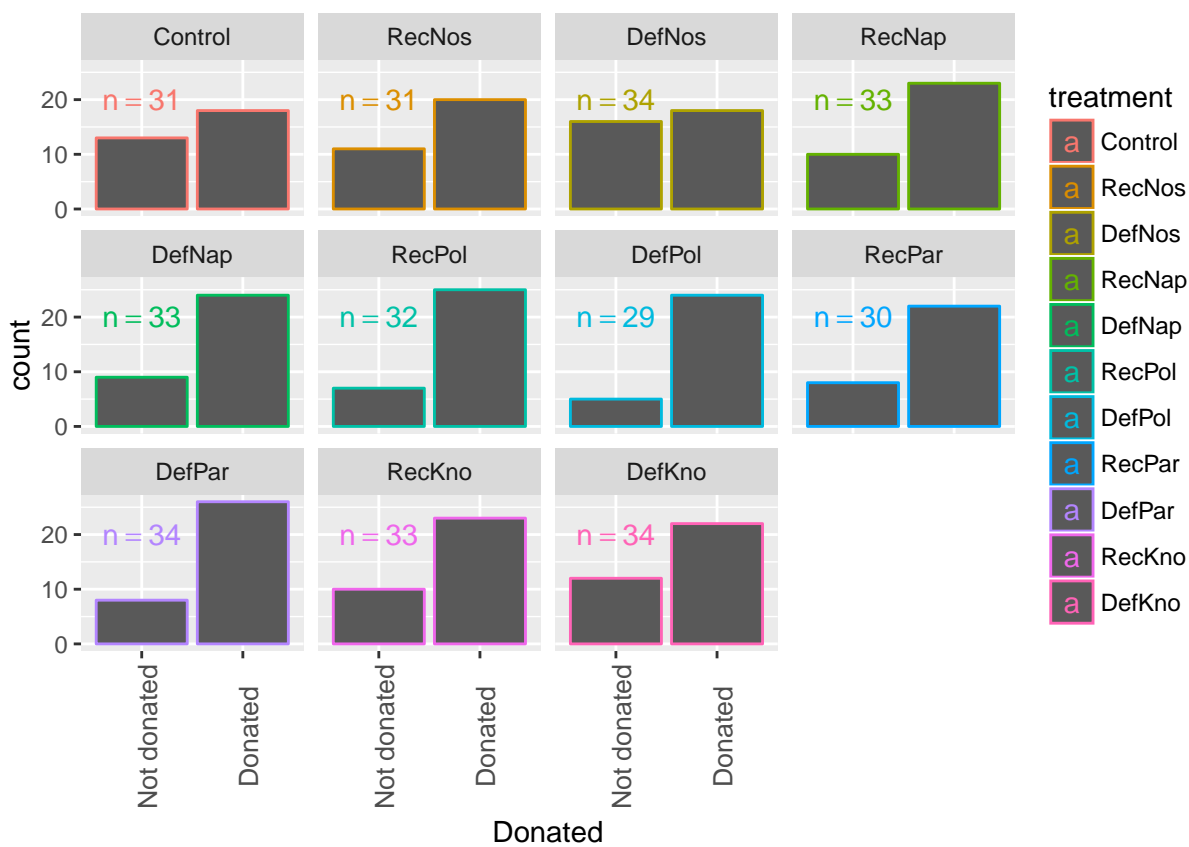 Control RecNos DefNos RecNap
n = 31 n = 31 n = 34 n = 33
20
10
0
DefNap RecPol DefPol RecPar
n = 33 n = 32 n = 29 n = 30
20
10
0
DefPar RecKno DefKno
n = 34 n = 33 n = 34
20
10
0
count
Not donated Donated Not donated Donated Not donated Donated
Donated
treatment
a Control
a RecNos
a DefNos
a RecNap
a DefNap
a RecPol
a DefPol
a RecPar
a DefPar
a RecKno
a DefKno